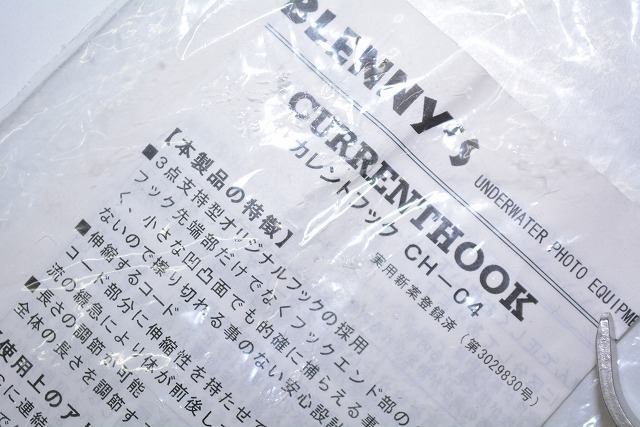 BLENNY'S
UNDERWATER PHOTO EQUIPME
CURRENTHOOK
カレントフック CH-C4
実用新案登録済 (第3029830号)
【本製品の特徴】
■3点支持型オリジナルフックの採用
フック先端部だけでなくフックエンド部の
く、小さな凹凸面でも的確に捕らえる事
ないので擦り切れる事のない安心設計
■伸縮するコード
コード部分に伸縮性を持たせて
流の緩急により体が前後し
■長さの調節が可能
全体の長さを調節す
使用上のア
に連結